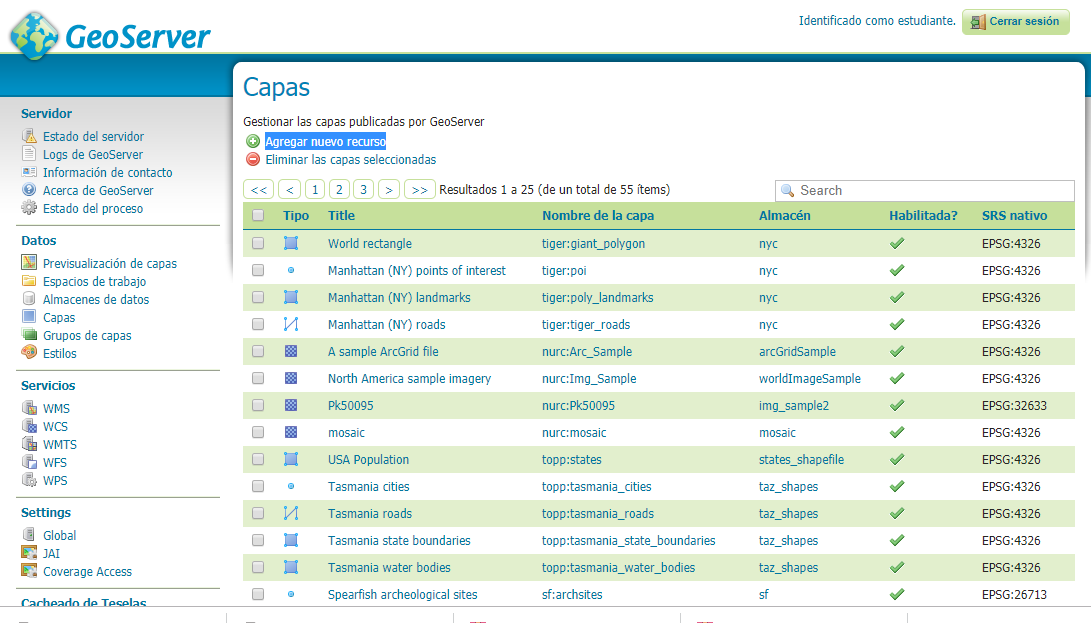 GeoServer
Identificado como estudiante. Cerrar sesión
Servidor
Estado del servidor
Logs de GeoServer
Información de contacto
Acerca de GeoServer
Estado del proceso
Datos
Previsualización de capas
Espacios de trabajo
Almacenes de datos
Capas
Grupos de capas
Estilos
Servicios
WMS
WCS
WMTS
WFS
WPS
Settings
Global
JAI
Coverage Access
Cacheado de Teselas
Capas
Gestionar las capas publicadas por GeoServer
Agregar nuevo recurso
Eliminar las capas seleccionadas
<< < 1 2 3 > >> Resultados 1 a 25 (de un total de 55 ítems) Search
Tipo Title Nombre de la capa Almacén Habilitada? SRS nativo
World rectangle tiger:giant_polygon nyc EPSG:4326
Manhattan (NY) points of interest tiger:poi nyc EPSG:4326
Manhattan (NY) landmarks tiger:poly_landmarks nyc EPSG:4326
Manhattan (NY) roads tiger:tiger_roads nyc EPSG:4326
A sample ArcGrid file nurc:Arc_Sample arcGridSample EPSG:4326
North America sample imagery nurc:Img_Sample worldImageSample EPSG:4326
Pk50095 nurc:Pk50095 img_sample2 EPSG:32633
mosaic nurc:mosaic mosaic EPSG:4326
USA Population topp:states states_shapefile EPSG:4326
Tasmania cities topp:tasmania_cities taz_shapes EPSG:4326
Tasmania roads topp:tasmania_roads taz_shapes EPSG:4326
Tasmania state boundaries topp:tasmania_state_boundaries taz_shapes EPSG:4326
Tasmania water bodies topp:tasmania_water_bodies taz_shapes EPSG:4326
Spearfish archeological sites sf:archsites sf EPSG:26713